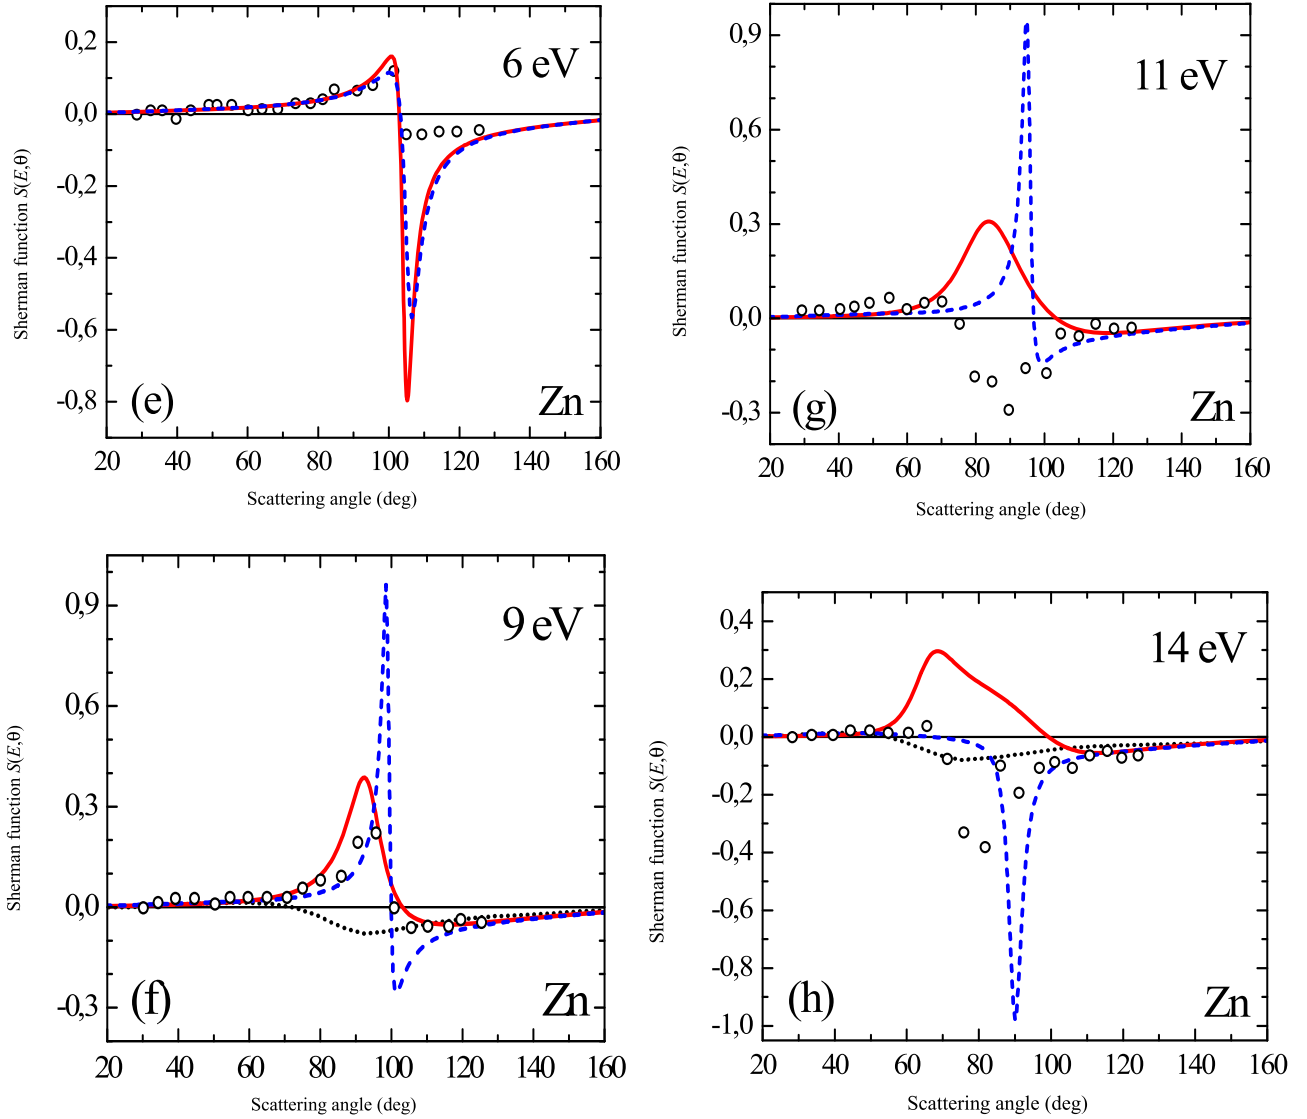 0,2
0,0
-0,2
-0,4
-0,6
-0,8
Sherman function S(E,θ)
6 eV
(e)
Zn
20 40 60 80 100 120 140 160
Scattering angle (deg)
0,9
0,6
0,3
0,0
-0,3
Sherman function S(E,θ)
11 eV
(g)
Zn
20 40 60 80 100 120 140 160
Scattering angle (deg)
0,9
0,6
0,3
0,0
-0,3
Sherman function S(E,θ)
9 eV
(f)
Zn
20 40 60 80 100 120 140 160
Scattering angle (deg)
0,4
0,2
0,0
-0,2
-0,4
-0,6
-0,8
-1,0
Sherman function S(E,θ)
14 eV
(h)
Zn
20 40 60 80 100 120 140 160
Scattering angle (deg)